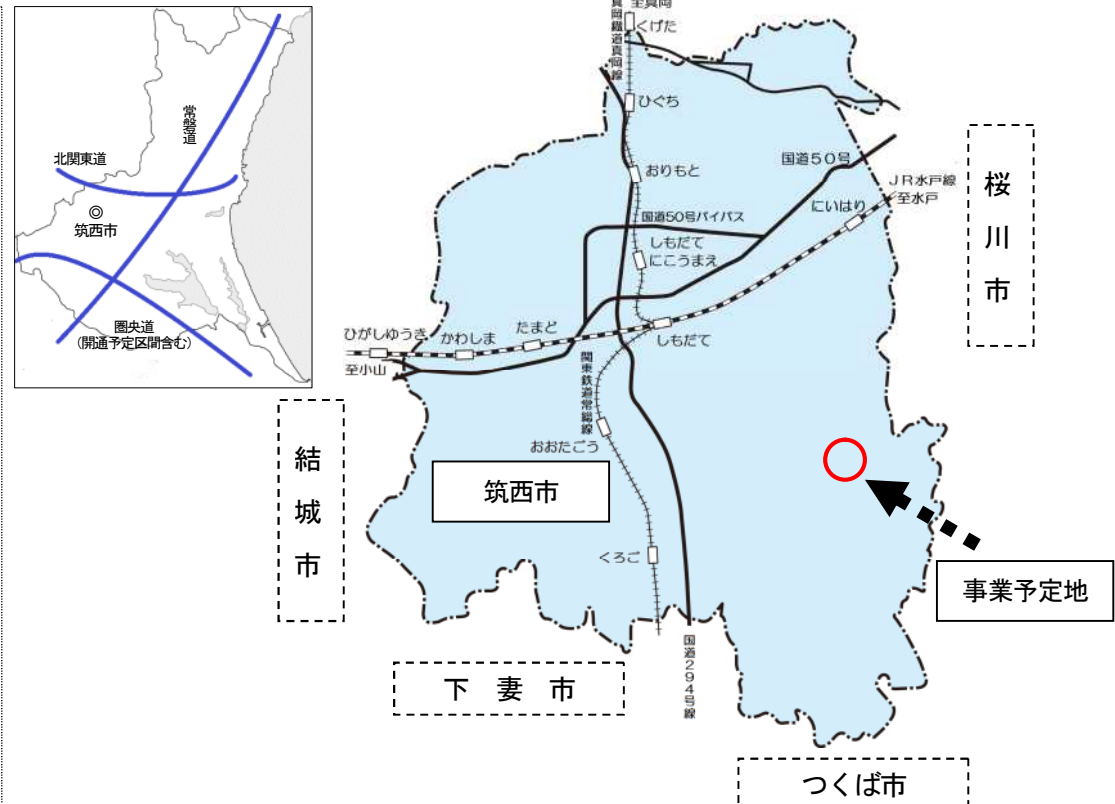 常磐道
北関東道
筑西市
圏央道
(開通予定区間含む)
至真岡
真岡鐵道真岡線
くげた
ひぐち
おりもと
国道50号
JR水戸線
至水戸
にいはり
国道50号バイパス
しもだて
にこうまえ
ひがしゆうき
かわしま
たまど
しもだて
至小山
関東鉄道常総線
おおたごう
筑西市
くろご
国道294号線
桜川市
結城市
事業予定地
下妻市
つくば市